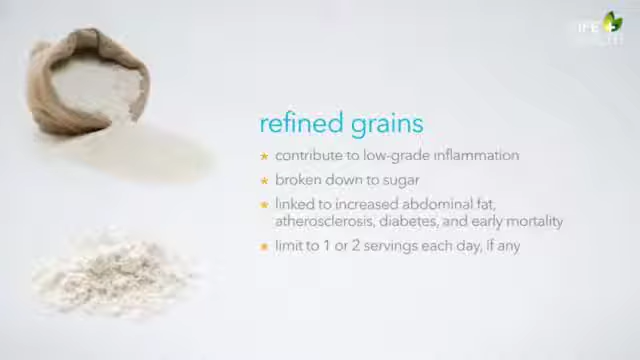 refined grains
* contribute to low-grade inflammation
* broken down to sugar
* linked to increased abdominal fat,
atherosclerosis, diabetes, and early mortality
* limit to 1 or 2 servings each day, if any